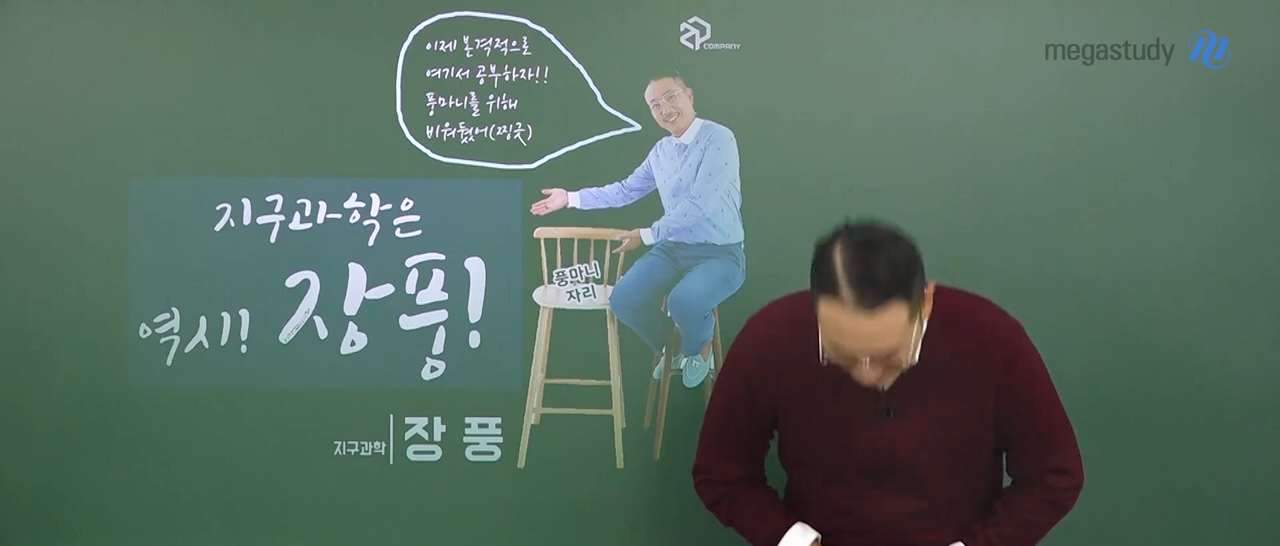 이제 본격적으로
여기서 공부하자!!
풍마니를 위해
비워뒀어(찡긋)
ZP COMPANY
megastudy
지구과학은
역시! 장풍!
풍마니
자리
지구과학 | 장풍